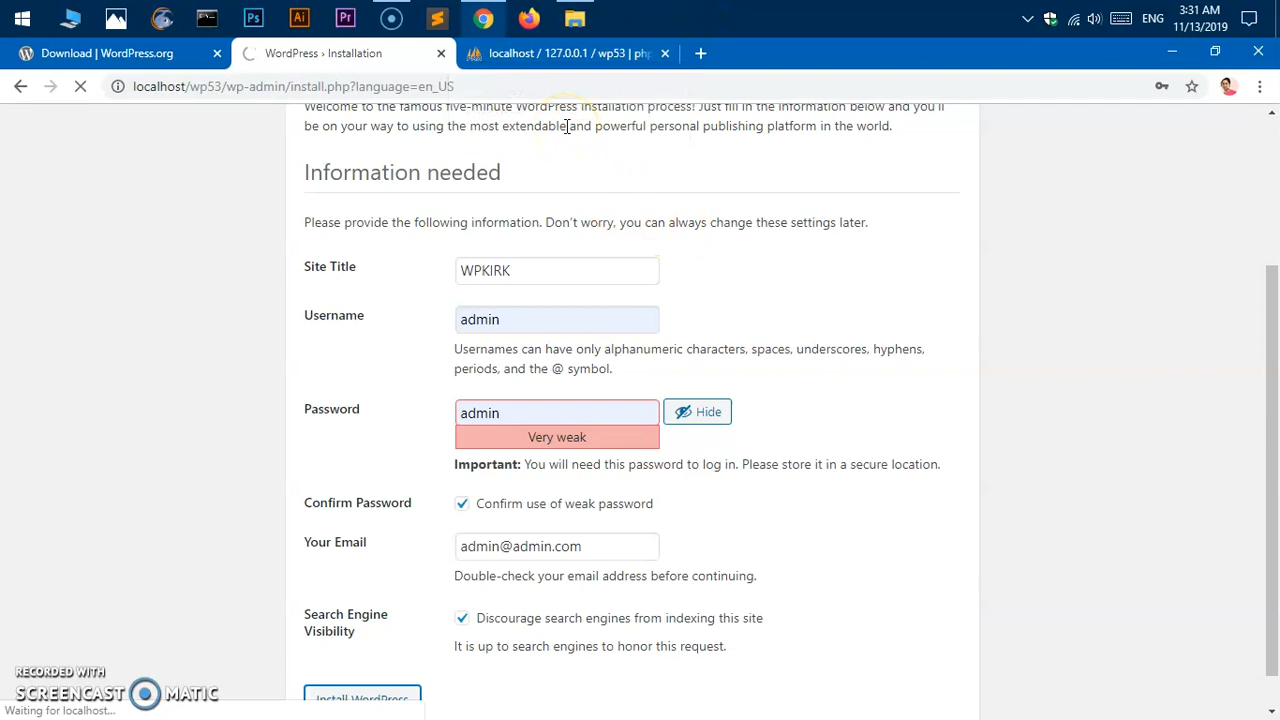 Ps
Ai
Pr
ENG
3:31 AM
11/13/2019
Download | WordPress.org
WordPress › Installation
localhost / 127.0.0.1 / wp53 | php
localhost/wp53/wp-admin/install.php?language=en_US
Welcome to the famous five-minute WordPress installation process! Just fill in the information below and you'll
be on your way to using the most extendable and powerful personal publishing platform in the world.
Information needed
Please provide the following information. Don't worry, you can always change these settings later.
Site Title
WPKIRK
Username
admin
Usernames can have only alphanumeric characters, spaces, underscores, hyphens,
periods, and the @ symbol.
Password
admin
Hide
Very weak
Important: You will need this password to log in. Please store it in a secure location.
Confirm Password
Confirm use of weak password
Your Email
admin@admin.com
Double-check your email address before continuing.
Search Engine
Visibility
Discourage search engines from indexing this site
It is up to search engines to honor this request.
Install WordPress
RECORDED WITH
SCREENCAST MATIC
Waiting for localhost...